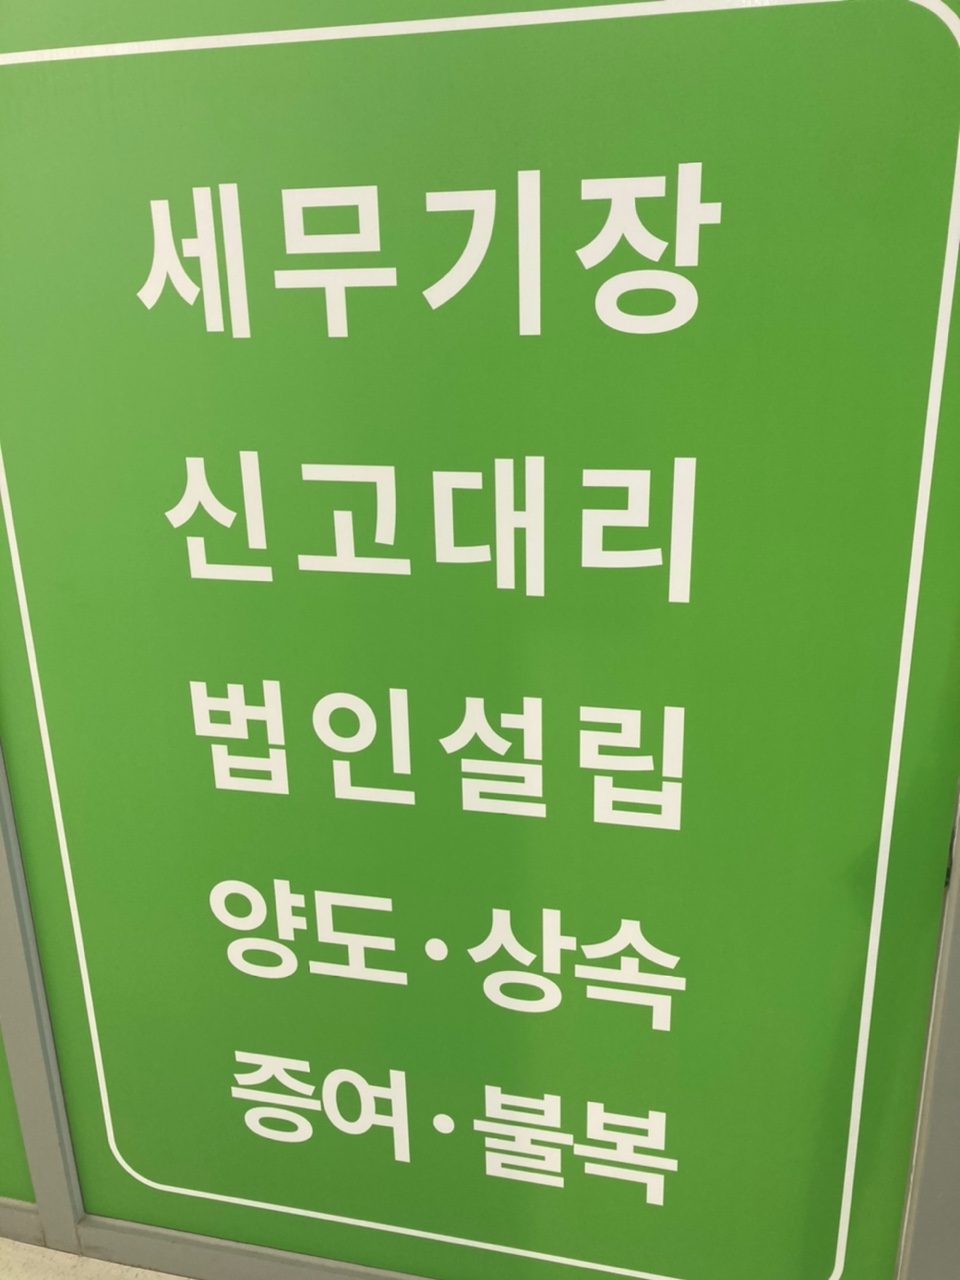 세무기장
신고대리
법인설립
양도·상속
증여·불복